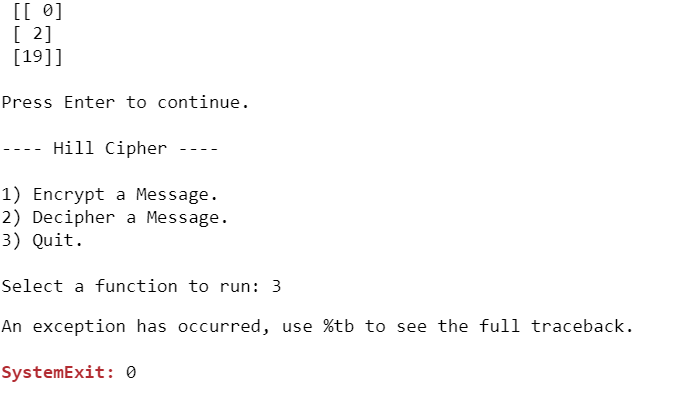 [[ 0]
[ 2]
[19]]
Press Enter to continue.
---- Hill Cipher ----
1) Encrypt a Message.
2) Decipher a Message.
3) Quit.
Select a function to run: 3
An exception has occurred, use %tb to see the full traceback.
SystemExit: 0